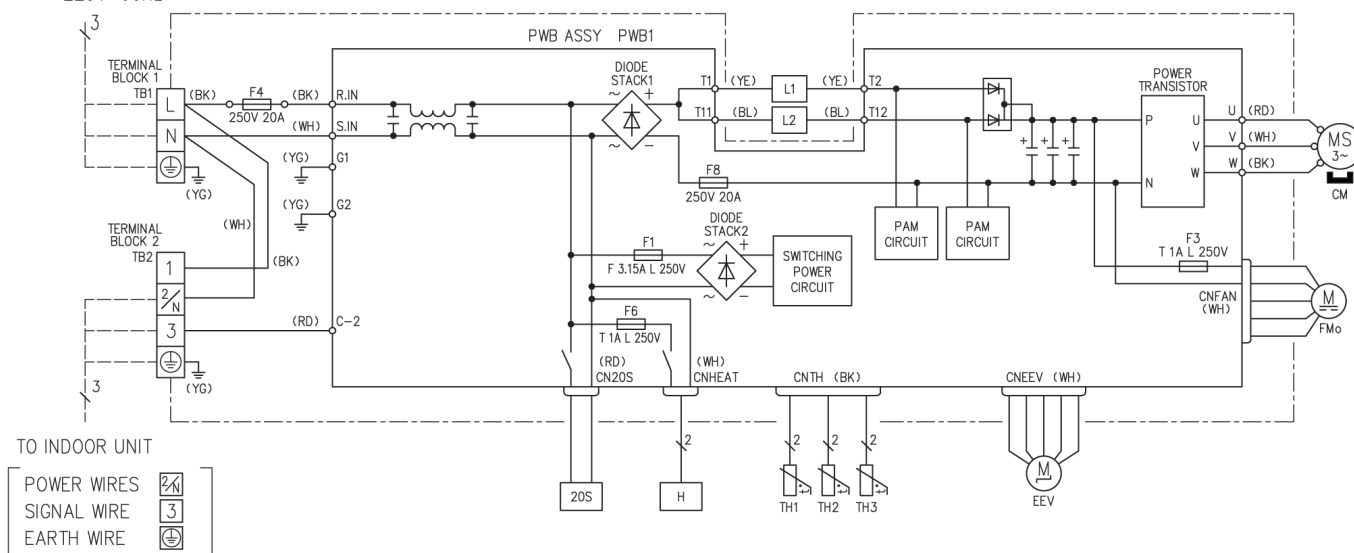 3
TERMINAL
BLOCK 1
TB1
L
N
(BK)
F4
250V 20A
(BK)
R.IN
(WH)
S.IN
(YG)
G1
(YG)
(YG)
G2
(WH)
(BK)
TERMINAL
BLOCK 2
TB2
1
2/N
3
(RD)
C-2
(YG)
3
PWB ASSY PWB1
DIODE
STACK1
~
+
~
−
T1
(YE)
L1
(YE)
T2
T11
(BL)
L2
(BL)
T12
F8
250V 20A
DIODE
STACK2
~
+
~
−
F1
F 3.15A L 250V
SWITCHING
POWER
CIRCUIT
F6
T 1A L 250V
PAM
CIRCUIT
PAM
CIRCUIT
+
+
+
POWER
TRANSISTOR
P
N
U
V
W
U
(RD)
V
(WH)
W
(BK)
MS
3~
CM
F3
T 1A L 250V
CNFAN
(WH)
M
FMo
(RD)
CN20S
(WH)
CNHEAT
CNTH (BK)
CNEEV (WH)
2
2
2
2
20S
H
TH1
TH2
TH3
M
EEV
TO INDOOR UNIT
POWER WIRES 2/N
SIGNAL WIRE 3
EARTH WIRE